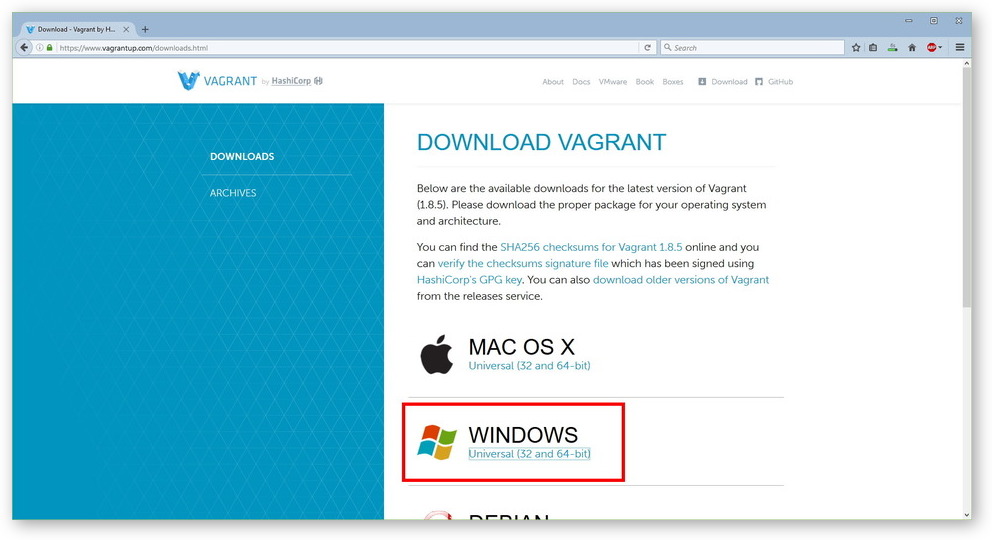 Download - Vagrant by H...
https://www.vagrantup.com/downloads.html
Search
ABP
VAGRANT by HashiCorp
About Docs VMware Book Boxes Download GitHub
DOWNLOADS
ARCHIVES
DOWNLOAD VAGRANT
Below are the available downloads for the latest version of Vagrant
(1.8.5). Please download the proper package for your operating system
and architecture.
You can find the SHA256 checksums for Vagrant 1.8.5 online and you
can verify the checksums signature file which has been signed using
HashiCorp's GPG key. You can also download older versions of Vagrant
from the releases service.
MAC OS X
Universal (32 and 64-bit)
WINDOWS
Universal (32 and 64-bit)
DEBIAN